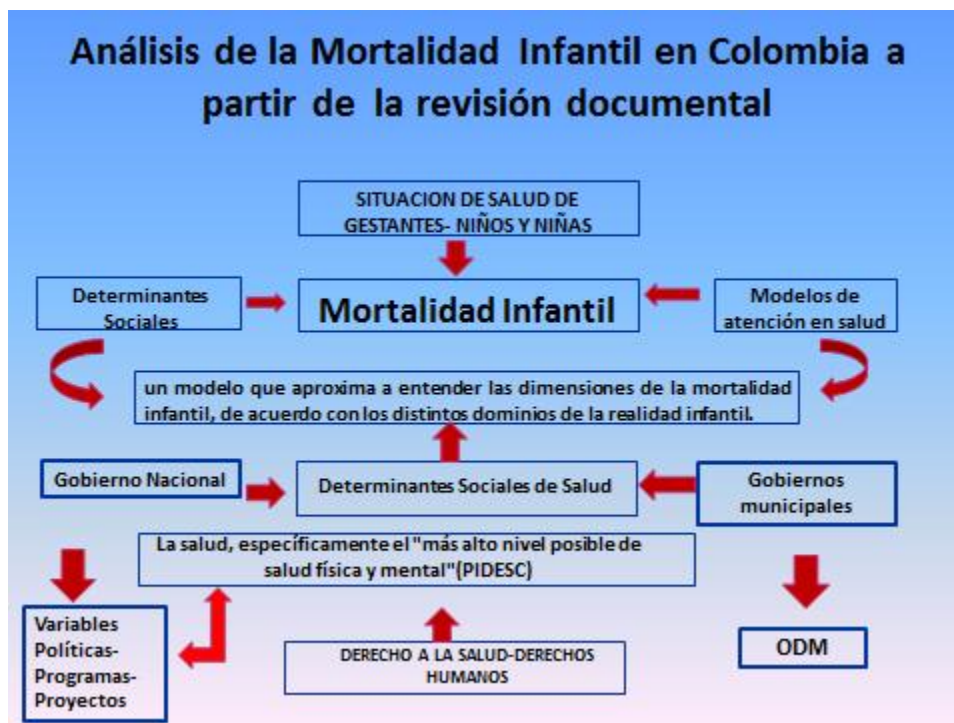 Análisis de la Mortalidad Infantil en Colombia a
partir de la revisión documental
SITUACION DE SALUD DE
GESTANTES- NIÑOS Y NIÑAS
Determinantes
Sociales
Mortalidad Infantil
Modelos de
atención en salud
un modelo que aproxima a entender las dimensiones de la mortalidad
infantil, de acuerdo con los distintos dominios de la realidad infantil.
Gobierno Nacional
Determinantes Sociales de Salud
Gobiernos
municipales
La salud, específicamente el "más alto nivel posible de
salud física y mental"(PIDESC)
Variables
Políticas-
Programas-
Proyectos
DERECHO A LA SALUD-DERECHOS
HUMANOS
ODM